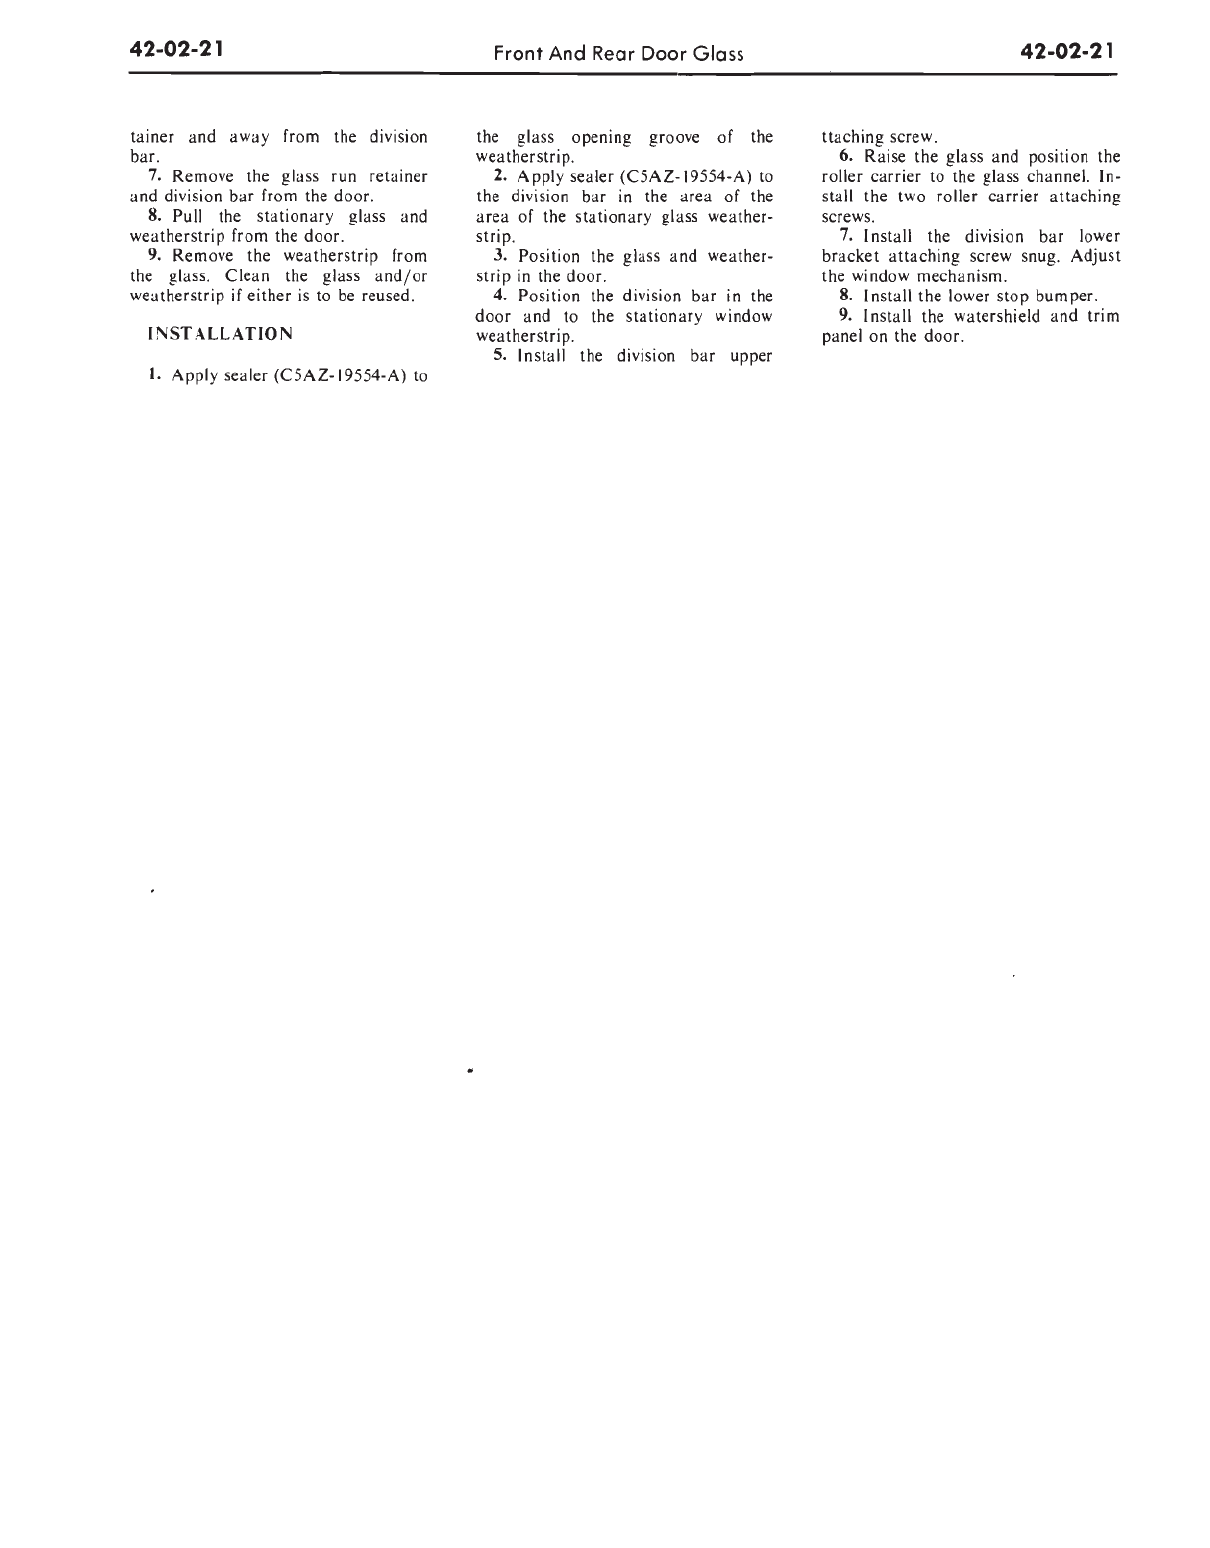 42-02-21
Front And Rear Door Glass
42-02-21
tainer and away from the division
bar.
7. Remove the glass run retainer
and division bar from the door.
8. Pull the stationary glass and
weatherstrip from the door.
9. Remove the weatherstrip from
the glass. Clean the glass and/or
weatherstrip if either is to be reused.
INSTALLATION
1. Apply sealer (C5AZ-19554-A) to
the glass opening groove of the
weatherstrip.
2. Apply sealer (C5AZ-19554-A) to
the division bar in the area of the
area of the stationary glass weather-
strip.
3. Position the glass and weather-
strip in the door.
4. Position the division bar in the
door and to the stationary window
weatherstrip.
5. Install the division bar upper
ttaching screw.
6. Raise the glass and position the
roller carrier to the glass channel. In-
stall the two roller carrier attaching
screws.
7. Install the division bar lower
bracket attaching screw snug. Adjust
the window mechanism.
8. Install the lower stop bumper.
9. Install the watershield and trim
panel on the door.